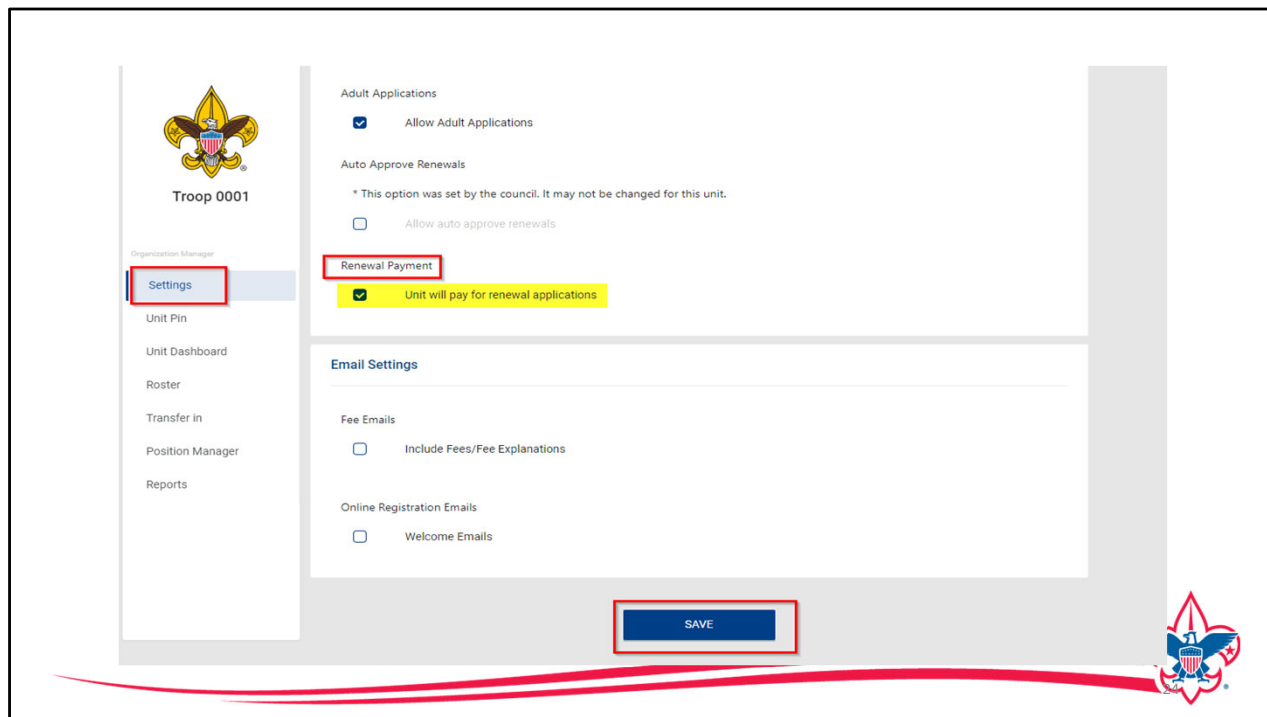 Troop 0001
Organization Manager
Settings
Unit Pin
Unit Dashboard
Roster
Transfer in
Position Manager
Reports
Adult Applications
Allow Adult Applications
Auto Approve Renewals
* This option was set by the council. It may not be changed for this unit.
Allow auto approve renewals
Renewal Payment
Unit will pay for renewal applications
Email Settings
Fee Emails
Include Fees/Fee Explanations
Online Registration Emails
Welcome Emails
SAVE
24